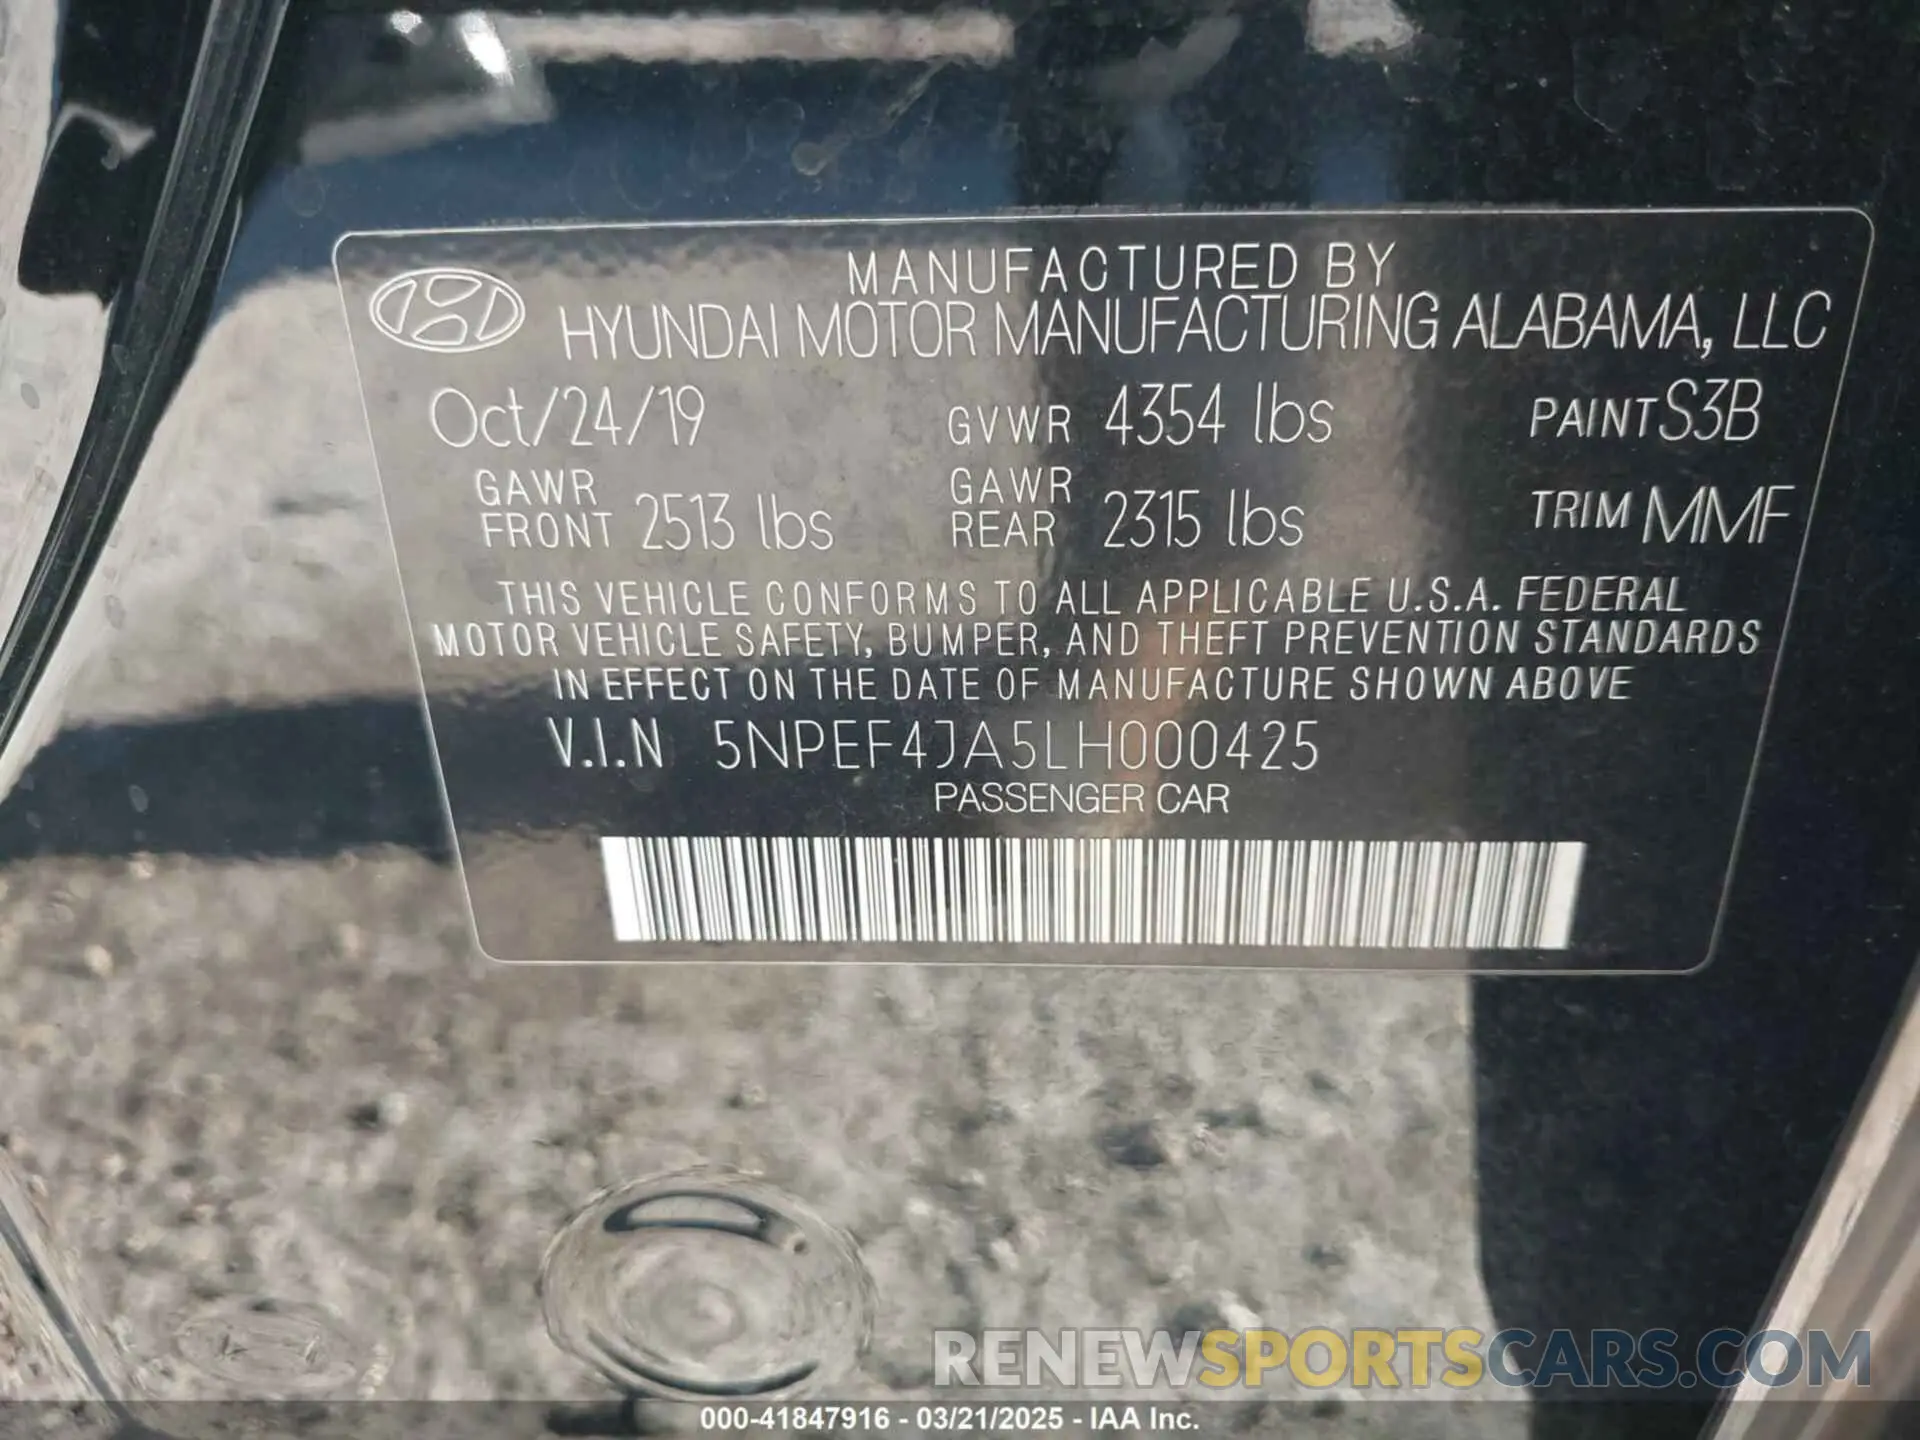 MANUFACTURED BY
HYUNDAI MOTOR MANUFACTURING ALABAMA, LLC
Oct/24/19 GVWR 4354 lbs PAINT S3B
GAWR FRONT 2513 lbs GAWR REAR 2315 lbs TRIM MMF
THIS VEHICLE CONFORMS TO ALL APPLICABLE U.S.A. FEDERAL
MOTOR VEHICLE SAFETY, BUMPER, AND THEFT PREVENTION STANDARDS
IN EFFECT ON THE DATE OF MANUFACTURE SHOWN ABOVE
V.I.N 5NPEF4JA5LH000425
PASSENGER CAR
RENEWSPORTSCARS.COM
000-41847916 - 03/21/2025 - IAA Inc.